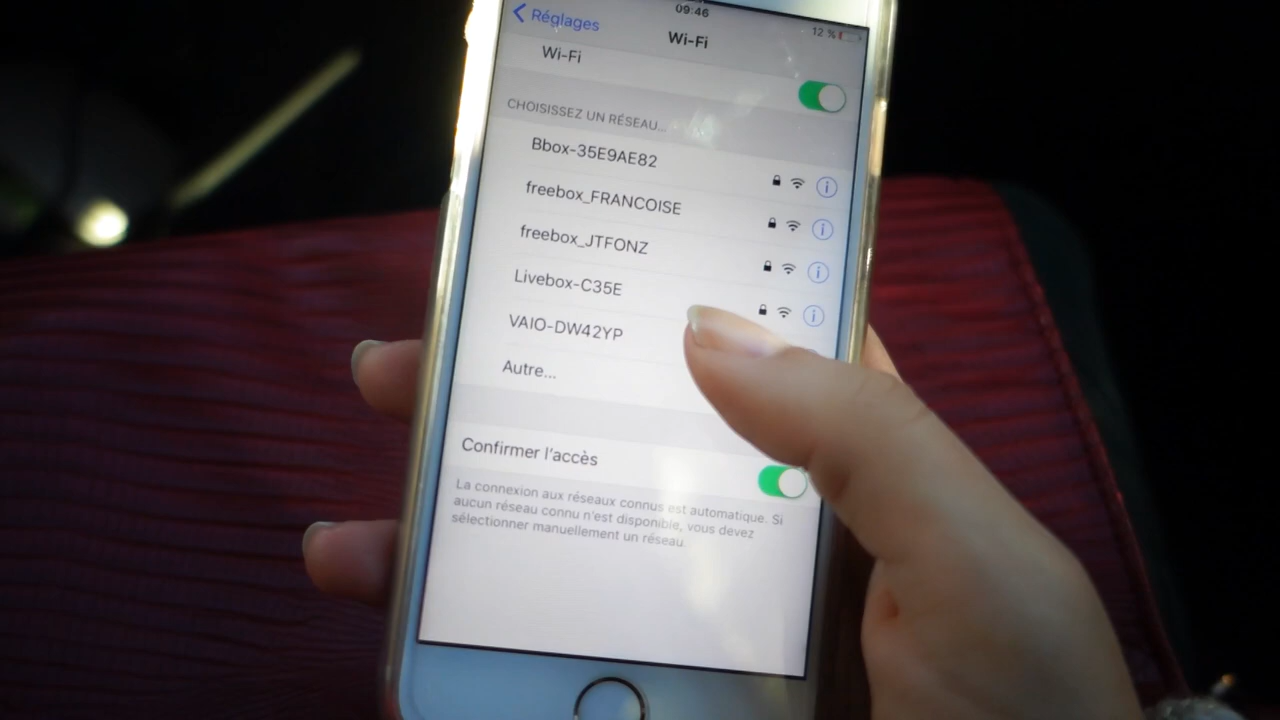 09:46
Réglages
Wi-Fi
12 %
Wi-Fi
CHOISISSEZ UN RÉSEAU...
Bbox-35E9AE82
freebox_FRANCOISE
freebox_JTFONZ
Livebox-C35E
VAIO-DW42YP
Autre...
Confirmer l'accès
La connexion aux réseaux connus est automatique. Si
aucun réseau connu n'est disponible, vous devez
sélectionner manuellement un réseau.